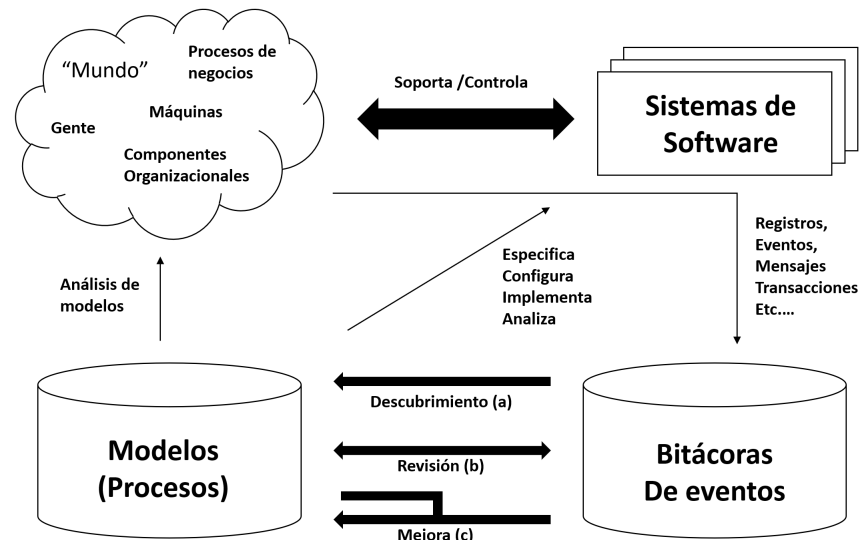 “Mundo”
Procesos de
negocios
Gente
Máquinas
Componentes
Organizacionales
Soporta /Controla
Sistemas de
Software
Análisis de
modelos
Especifica
Configura
Implementa
Analiza
Registros,
Eventos,
Mensajes
Transacciones
Etc.…
Modelos
(Procesos)
Descubrimiento (a)
Revisión (b)
Mejora (c)
Bitácoras
De eventos